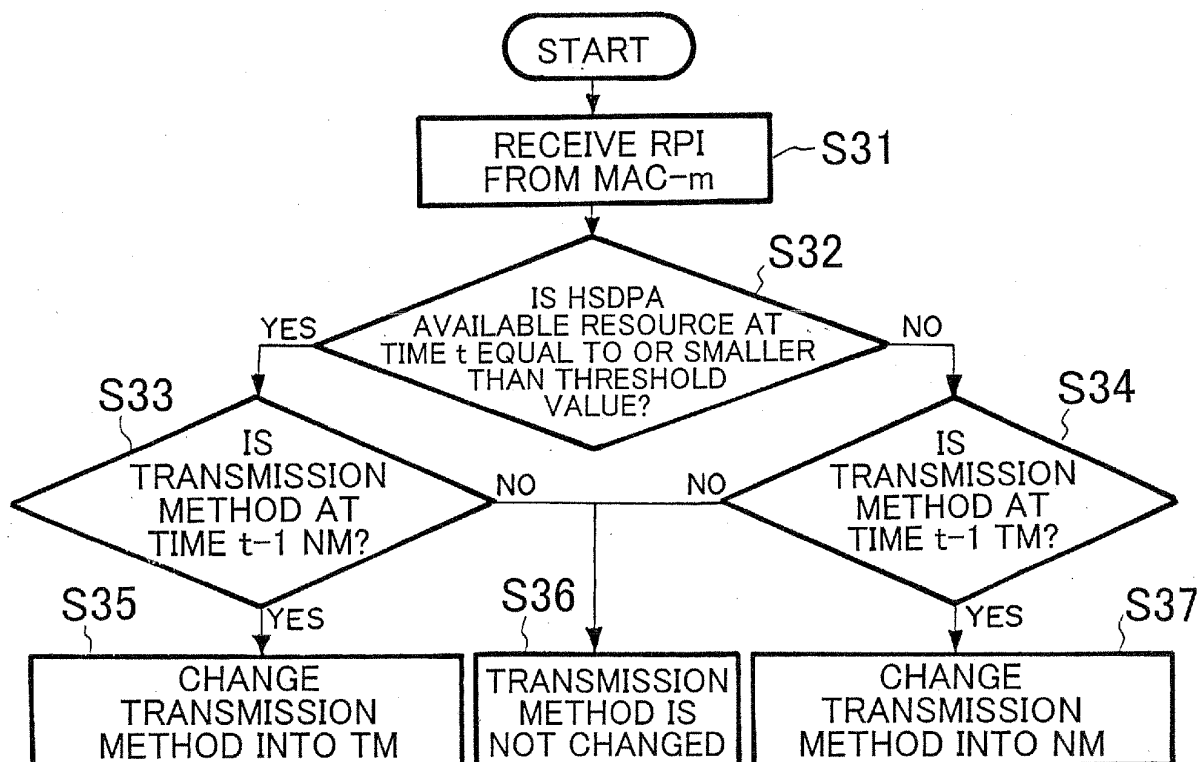 START
RECEIVE RPI
FROM MAC-m
S31
S32
IS HSDPA
AVAILABLE RESOURCE AT
TIME t EQUAL TO OR SMALLER
THAN THRESHOLD
VALUE?
YES
NO
S33
IS
TRANSMISSION
METHOD AT
TIME t-1 NM?
NO
YES
S34
IS
TRANSMISSION
METHOD AT
TIME t-1 TM?
NO
YES
S35
CHANGE
TRANSMISSION
METHOD INTO TM
S36
TRANSMISSION
METHOD IS
NOT CHANGED
S37
CHANGE
TRANSMISSION
METHOD INTO NM